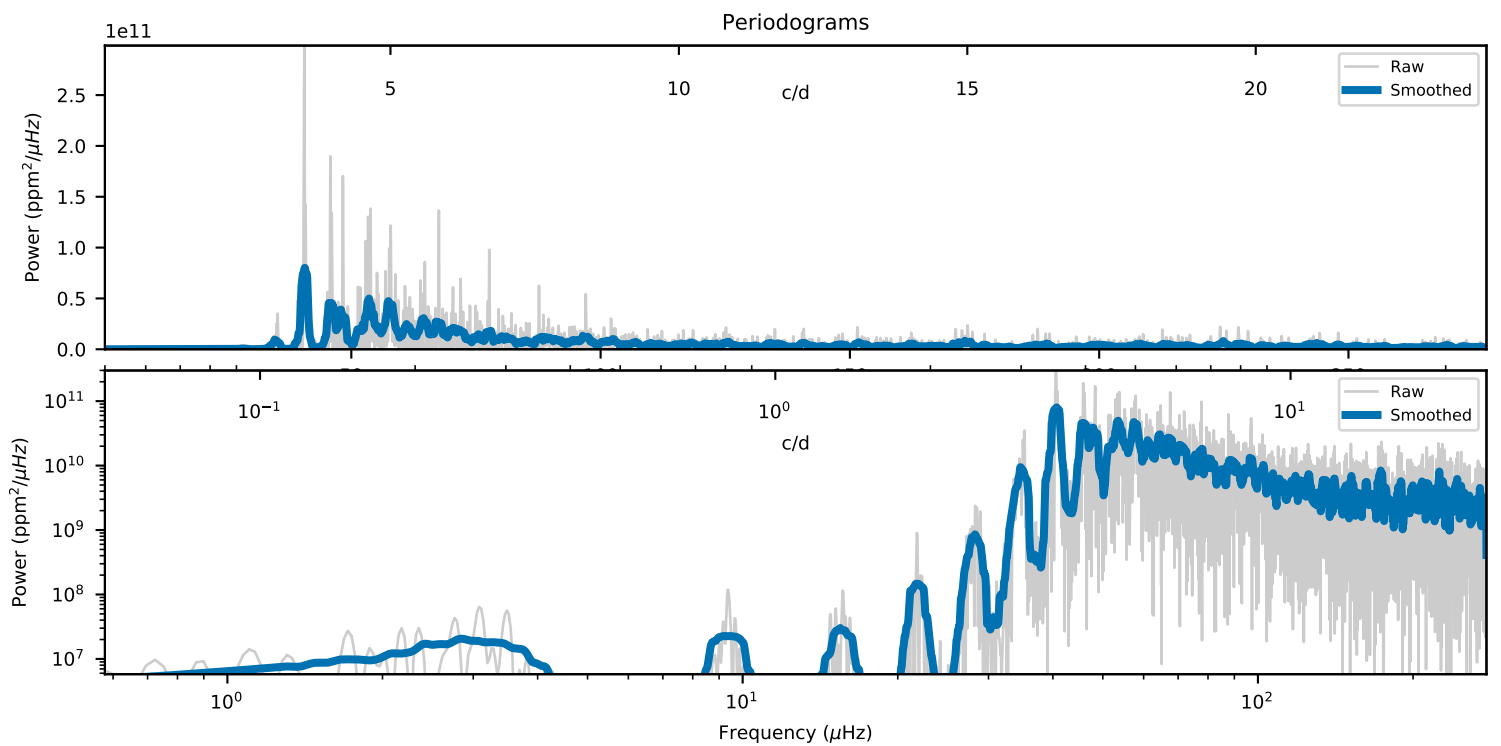 Periodograms
1e11
5 10 15 20
c/d
Raw
Smoothed
2.5
2.0
1.5
1.0
0.5
0.0
Power (ppm²/μHz)
10⁻¹ 10⁰ 10¹
c/d
Raw
Smoothed
10¹¹
10¹⁰
10⁹
10⁸
10⁷
Power (ppm²/μHz)
10⁰ 10¹ 10²
Frequency (μHz)